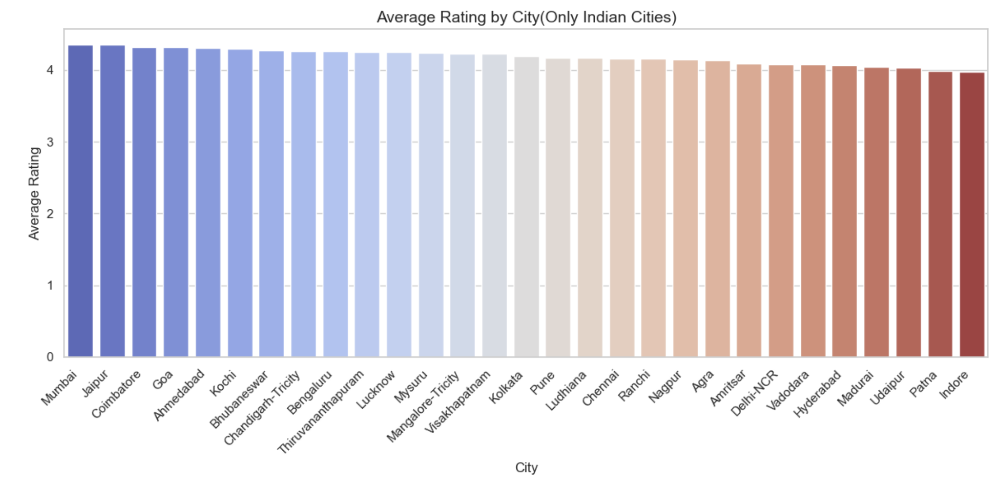 Average Rating by City(Only Indian Cities)
Average Rating
4
3
2
1
0
Mumbai
Jaipur
Coimbatore
Goa
Ahmedabad
Kochi
Bhubaneswar
Chandigarh-Tricity
Bengaluru
Thiruvananthapuram
Lucknow
Mysuru
Mangalore-Tricity
Visakhapatnam
Kolkata
Pune
Ludhiana
Chennai
Ranchi
Nagpur
Agra
Amritsar
Delhi-NCR
Vadodara
Hyderabad
Madurai
Udaipur
Patna
Indore
City